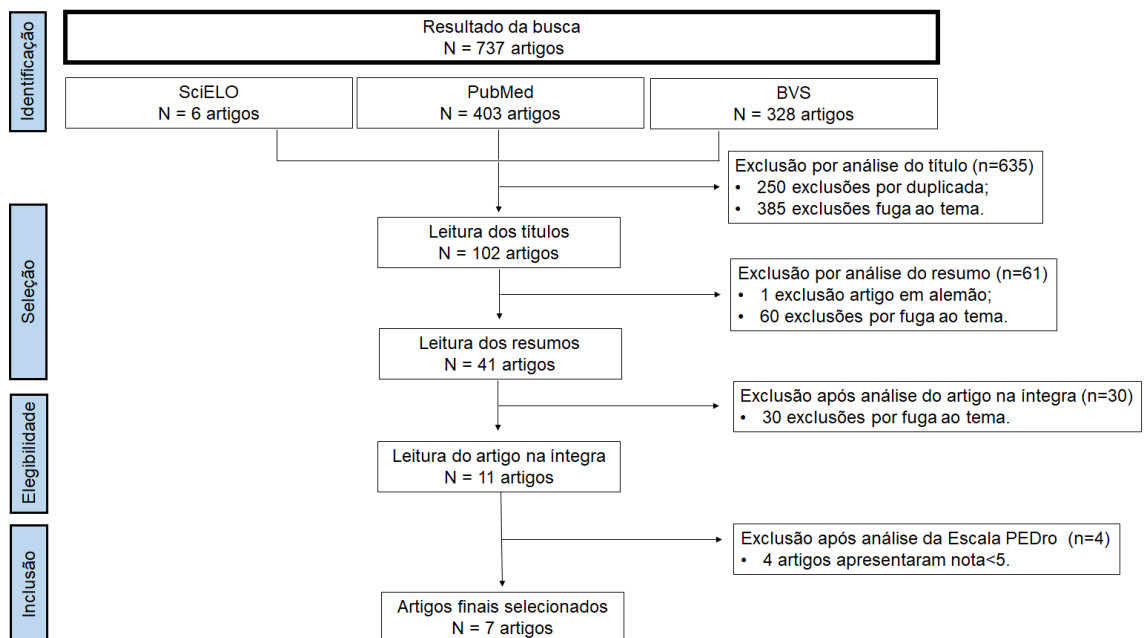 Identificação
Resultado da busca
N = 737 artigos
SciELO
N = 6 artigos
PubMed
N = 403 artigos
BVS
N = 328 artigos
Exclusão por análise do título (n=635)
• 250 exclusões por duplicada;
• 385 exclusões fuga ao tema.
Seleção
Leitura dos títulos
N = 102 artigos
Exclusão por análise do resumo (n=61)
• 1 exclusão artigo em alemão;
• 60 exclusões por fuga ao tema.
Leitura dos resumos
N = 41 artigos
Elegibilidade
Exclusão após análise do artigo na íntegra (n=30)
• 30 exclusões por fuga ao tema.
Leitura do artigo na íntegra
N = 11 artigos
Inclusão
Exclusão após análise da Escala PEDro (n=4)
• 4 artigos apresentaram nota<5.
Artigos finais selecionados
N = 7 artigos